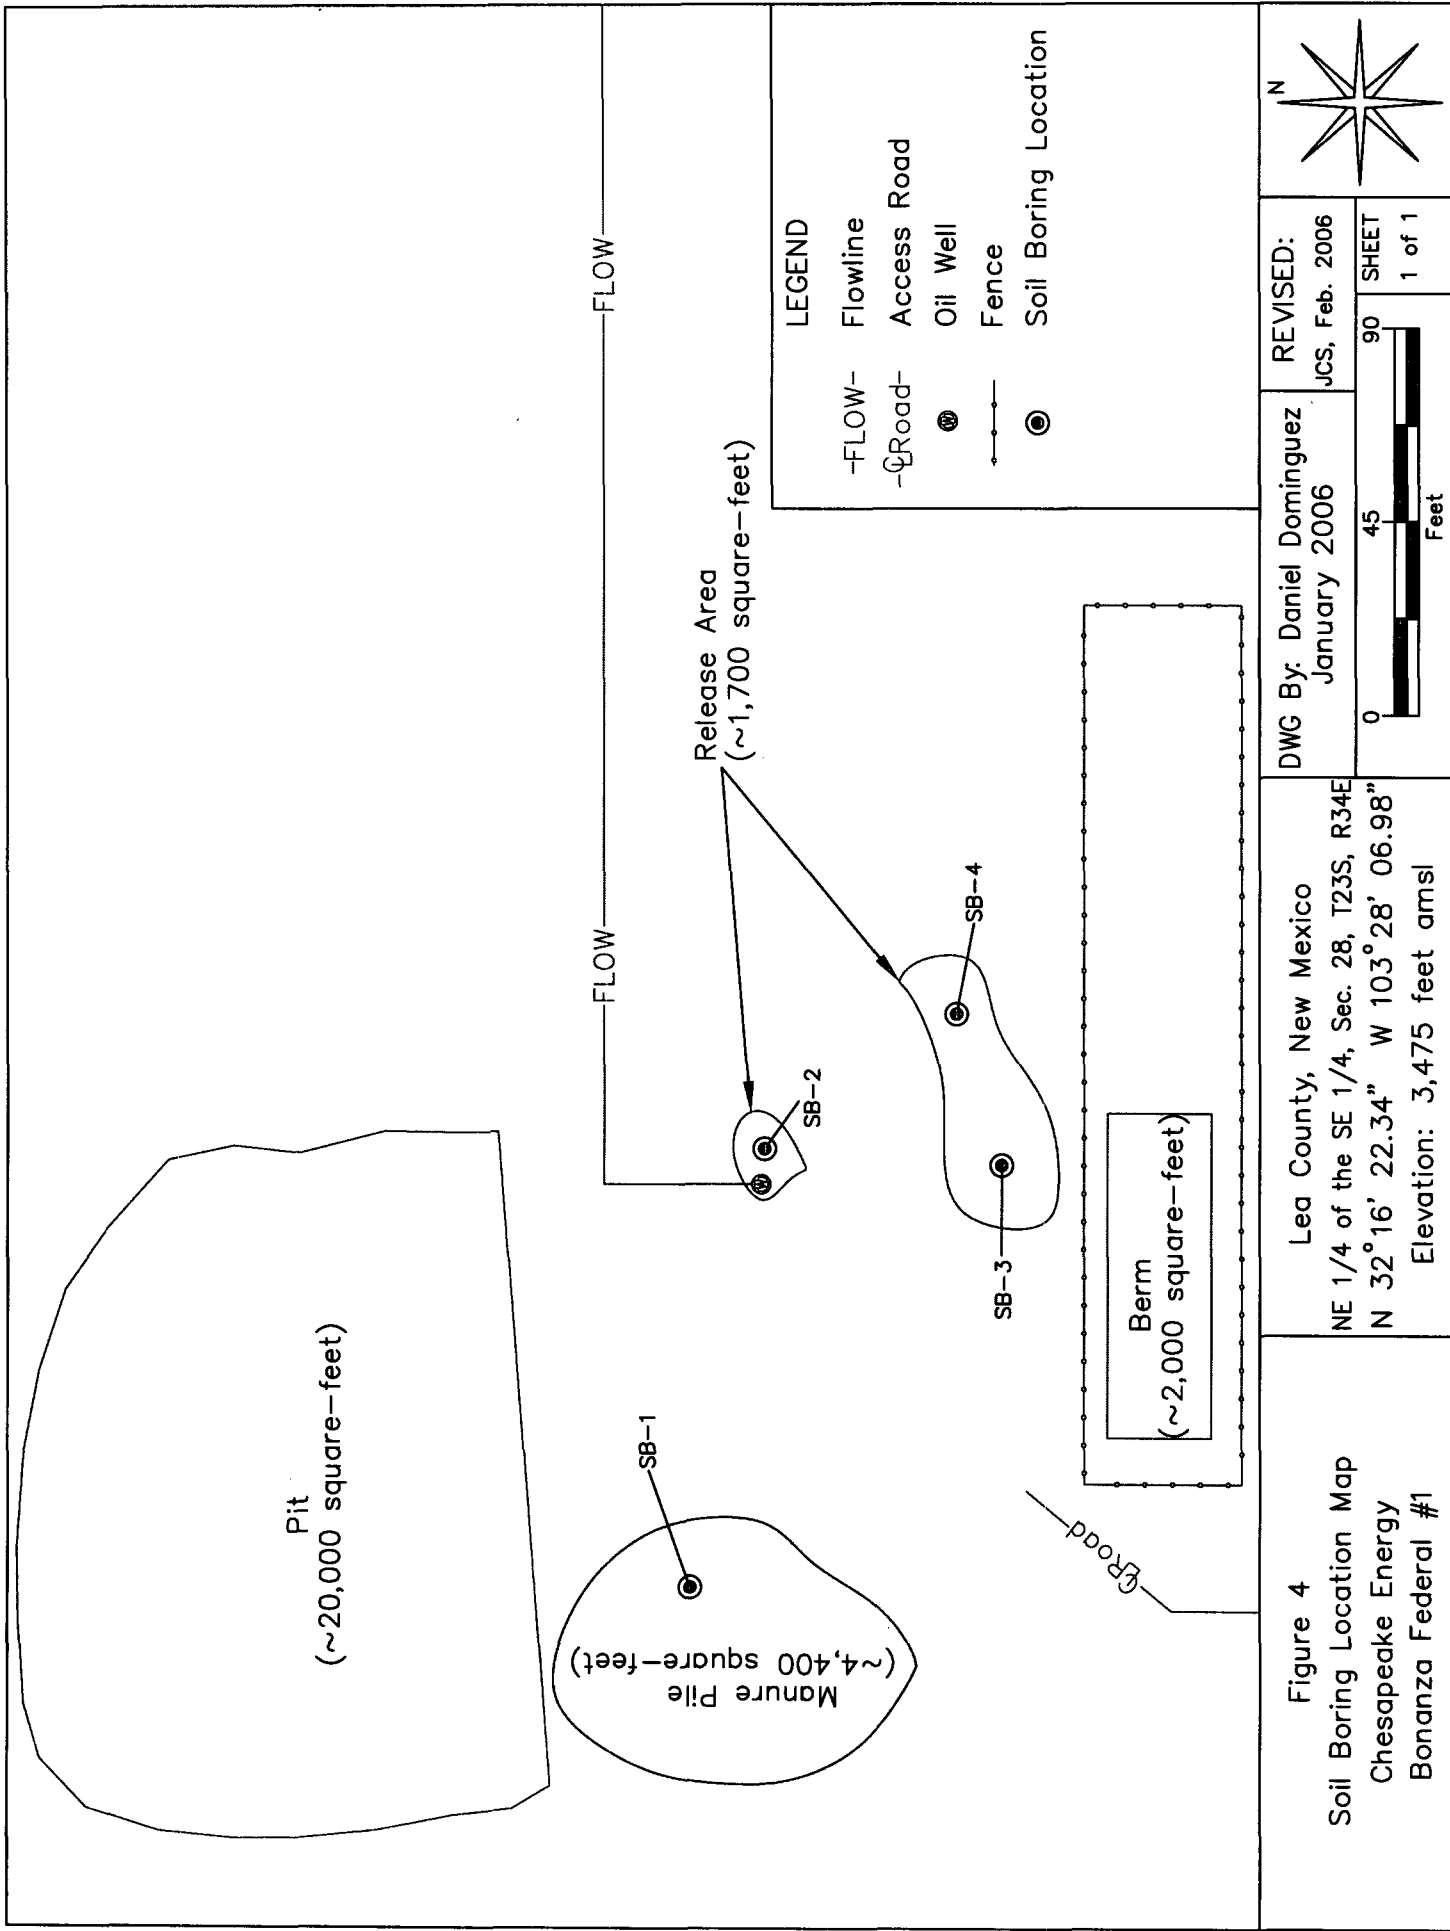 Pit
(~20,000 square-feet)
FLOW
FLOW
Manure Pile
(~4,400 square-feet)
SB-1
SB-2
Release Area
(~1,700 square-feet)
SB-3
SB-4
℄Road
Berm
(~2,000 square-feet)
LEGEND
-FLOW- Flowline
-℄Road- Access Road
W Oil Well
Fence
Soil Boring Location
W
Figure 4
Soil Boring Location Map
Chesapeake Energy
Bonanza Federal #1
Lea County, New Mexico
NE 1/4 of the SE 1/4, Sec. 28, T23S, R34E
N 32°16' 22.34" W 103°28' 06.98"
Elevation: 3,475 feet amsl
DWG By: Daniel Dominguez
January 2006
REVISED:
JCS, Feb. 2006
0 45 90
Feet
SHEET
1 of 1
N